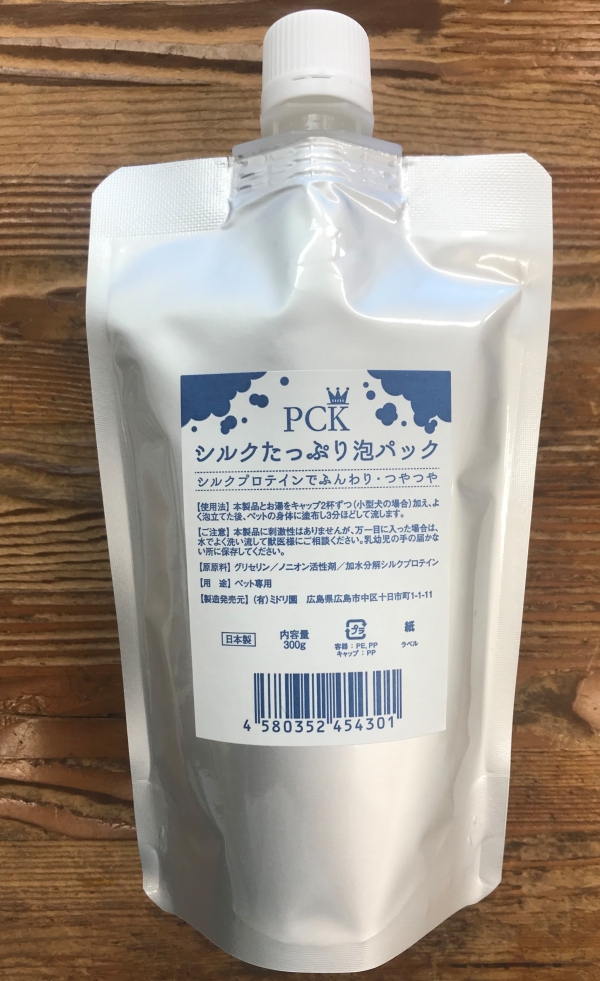 PCK
シルクたっぷり泡パック
シルクプロテインでふんわり・つやつや
【使用法】本製品とお湯をキャップ2杯ずつ(小型犬の場合)加え、よ
く泡立てた後、ペットの身体に塗布し3分ほどして流します。
【ご注意】本製品に刺激性はありませんが、万一目に入った場合は、
水でよく洗い流して獣医様にご相談ください。乳幼児の手の届かな
い所に保存してください。
【原原料】グリセリン／ノニオン活性剤／加水分解シルクプロテイン
【用　途】ペット専用
【製造発売元】(有)ミドリ園　広島県広島市中区十日市町1-1-11
日本製
内容量
300g
プラ
容器：PE, PP
キャップ：PP
紙
ラベル
4 580352 454301